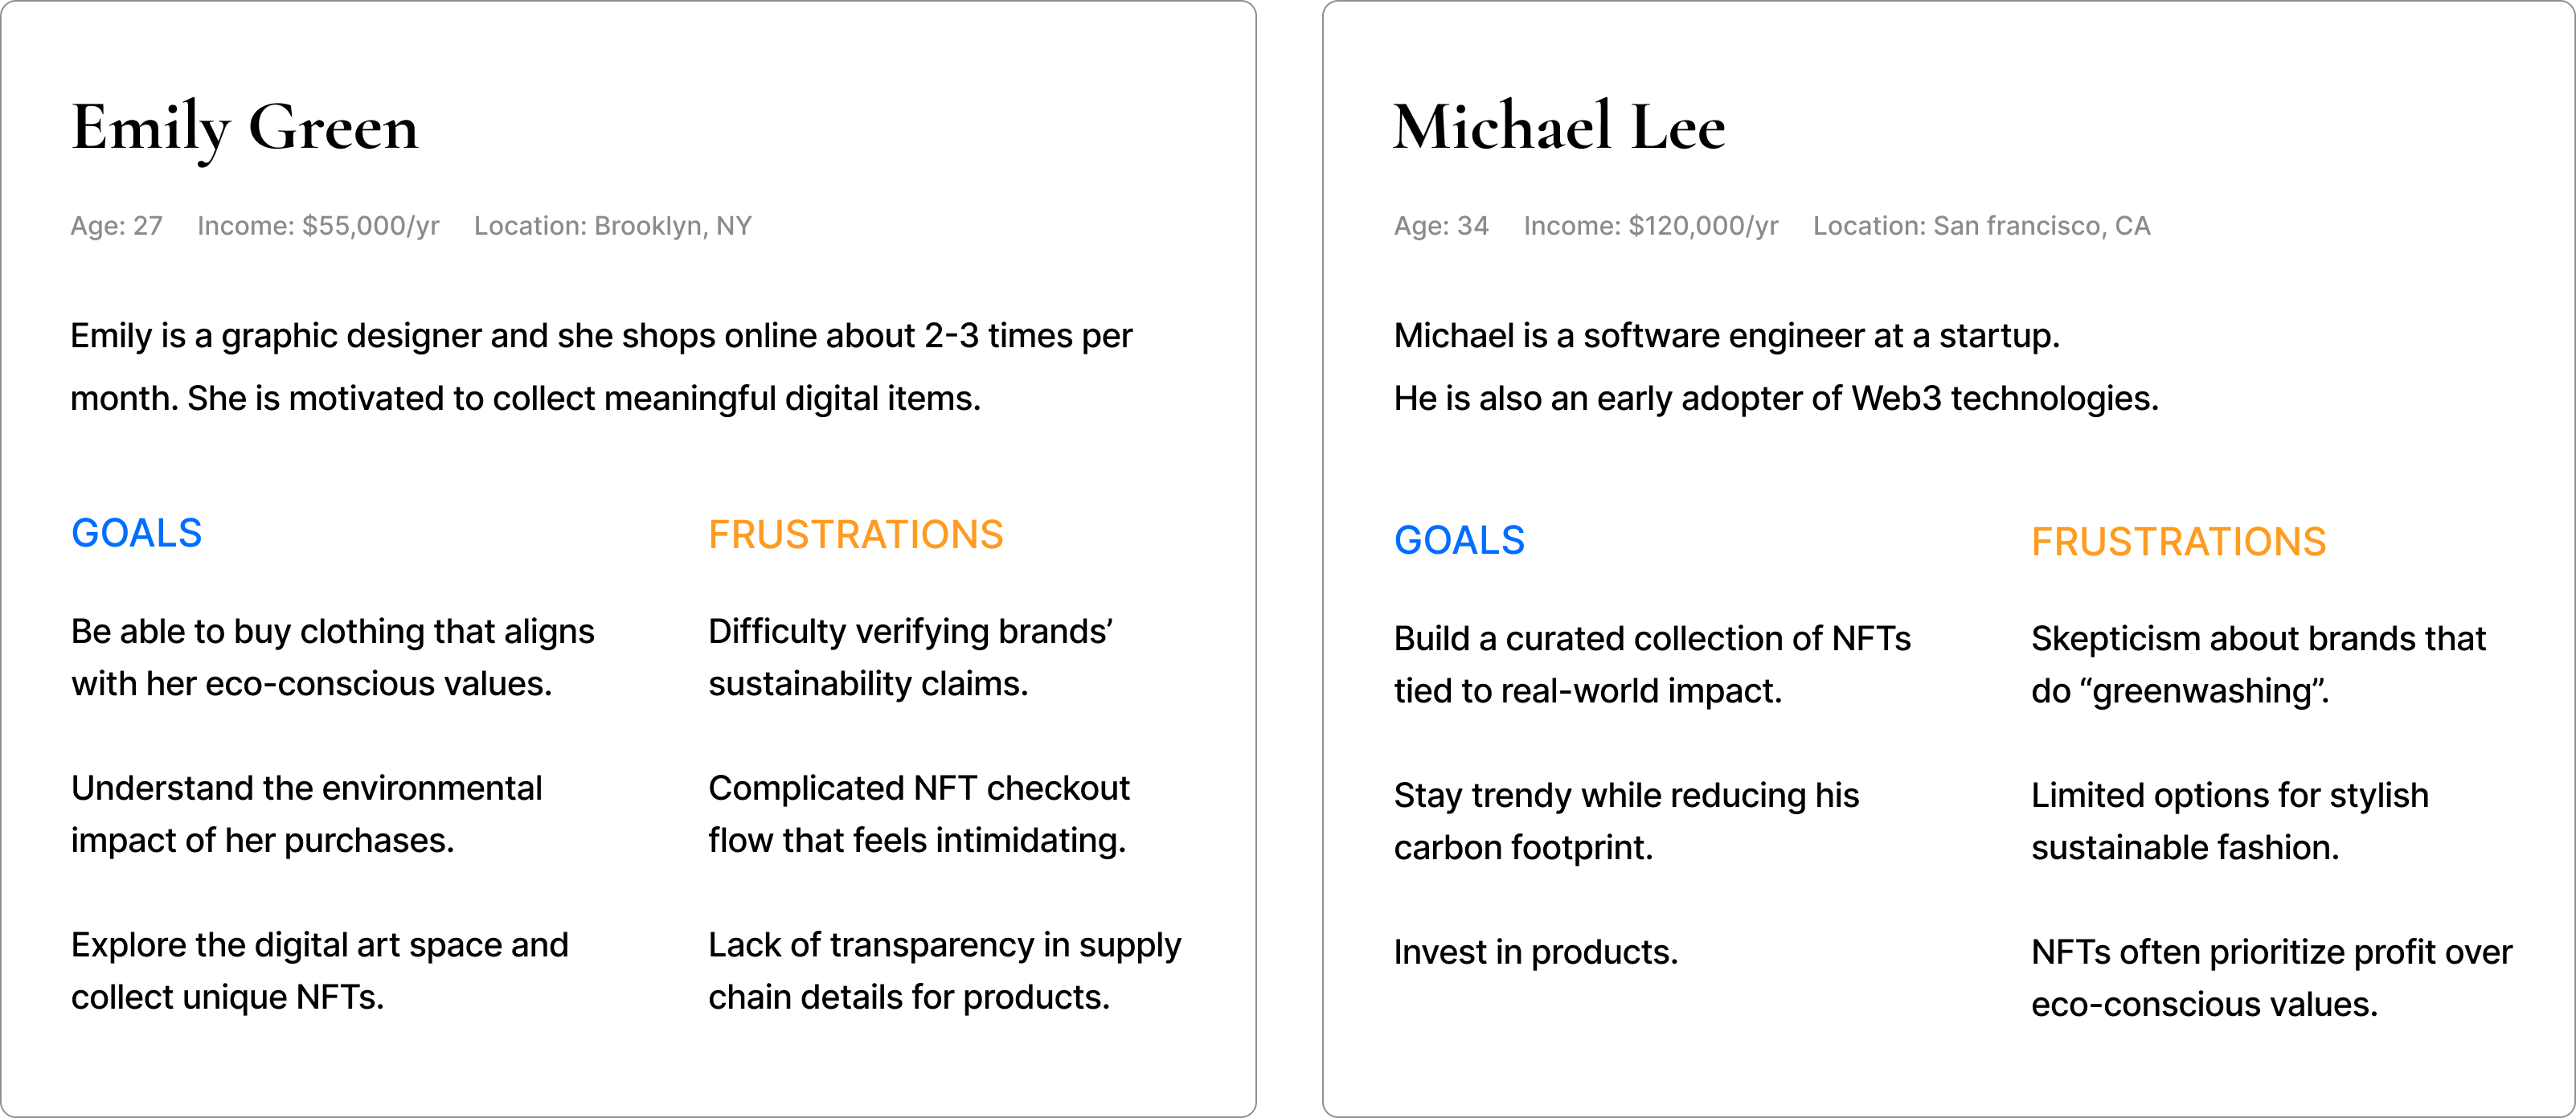 Emily Green
Age: 27 Income: $55,000/yr Location: Brooklyn, NY
Emily is a graphic designer and she shops online about 2-3 times per
month. She is motivated to collect meaningful digital items.
GOALS
Be able to buy clothing that aligns
with her eco-conscious values.
Understand the environmental
impact of her purchases.
Explore the digital art space and
collect unique NFTs.
FRUSTRATIONS
Difficulty verifying brands’
sustainability claims.
Complicated NFT checkout
flow that feels intimidating.
Lack of transparency in supply
chain details for products.
Michael Lee
Age: 34 Income: $120,000/yr Location: San francisco, CA
Michael is a software engineer at a startup.
He is also an early adopter of Web3 technologies.
GOALS
Build a curated collection of NFTs
tied to real-world impact.
Stay trendy while reducing his
carbon footprint.
Invest in products.
FRUSTRATIONS
Skepticism about brands that
do “greenwashing”.
Limited options for stylish
sustainable fashion.
NFTs often prioritize profit over
eco-conscious values.